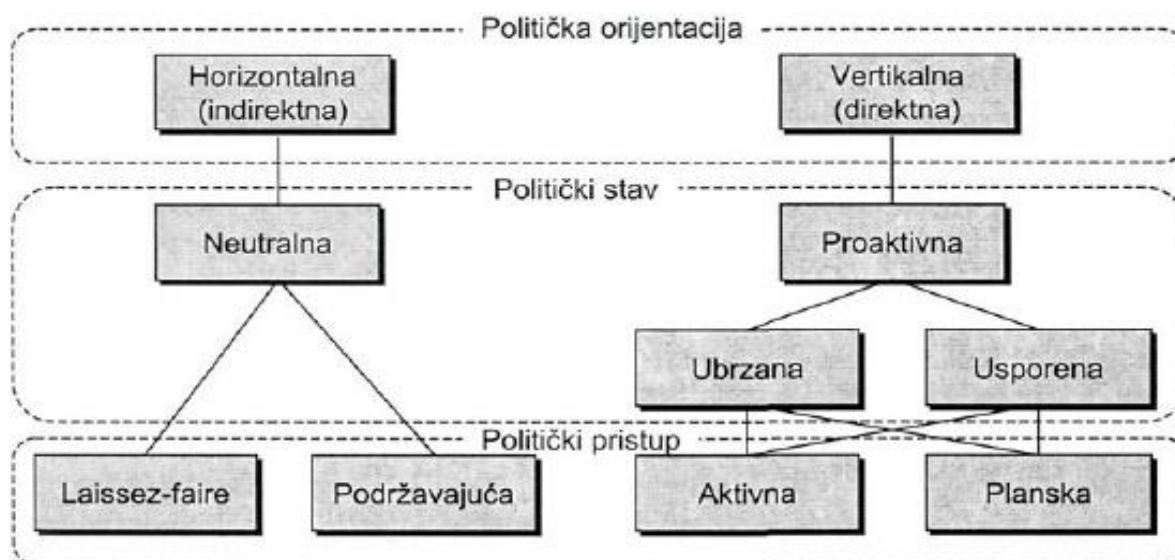 Politička orijentacija
Horizontalna
(indirektna)
Vertikalna
(direktna)
Politički stav
Neutralna
Proaktivna
Ubrzana
Usporena
Politički pristup
Laissez-faire
Podržavajuća
Aktivna
Planska